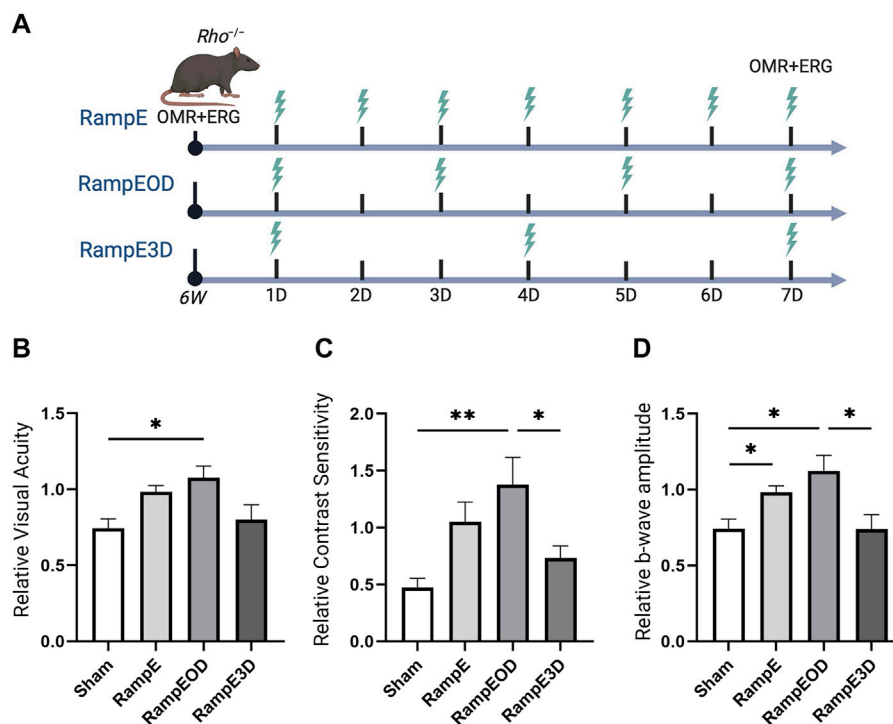 A
Rho⁻/⁻
OMR+ERG
OMR+ERG
RampE
RampEOD
RampE3D
6W 1D 2D 3D 4D 5D 6D 7D
B
Relative Visual Acuity
1.5
1.0
0.5
0.0
*
Sham RampE RampEOD RampE3D
C
Relative Contrast Sensitivity
2.0
1.5
1.0
0.5
0.0
** *
Sham RampE RampEOD RampE3D
D
Relative b-wave amplitude
1.5
1.0
0.5
0.0
* *
*
Sham RampE RampEOD RampE3D